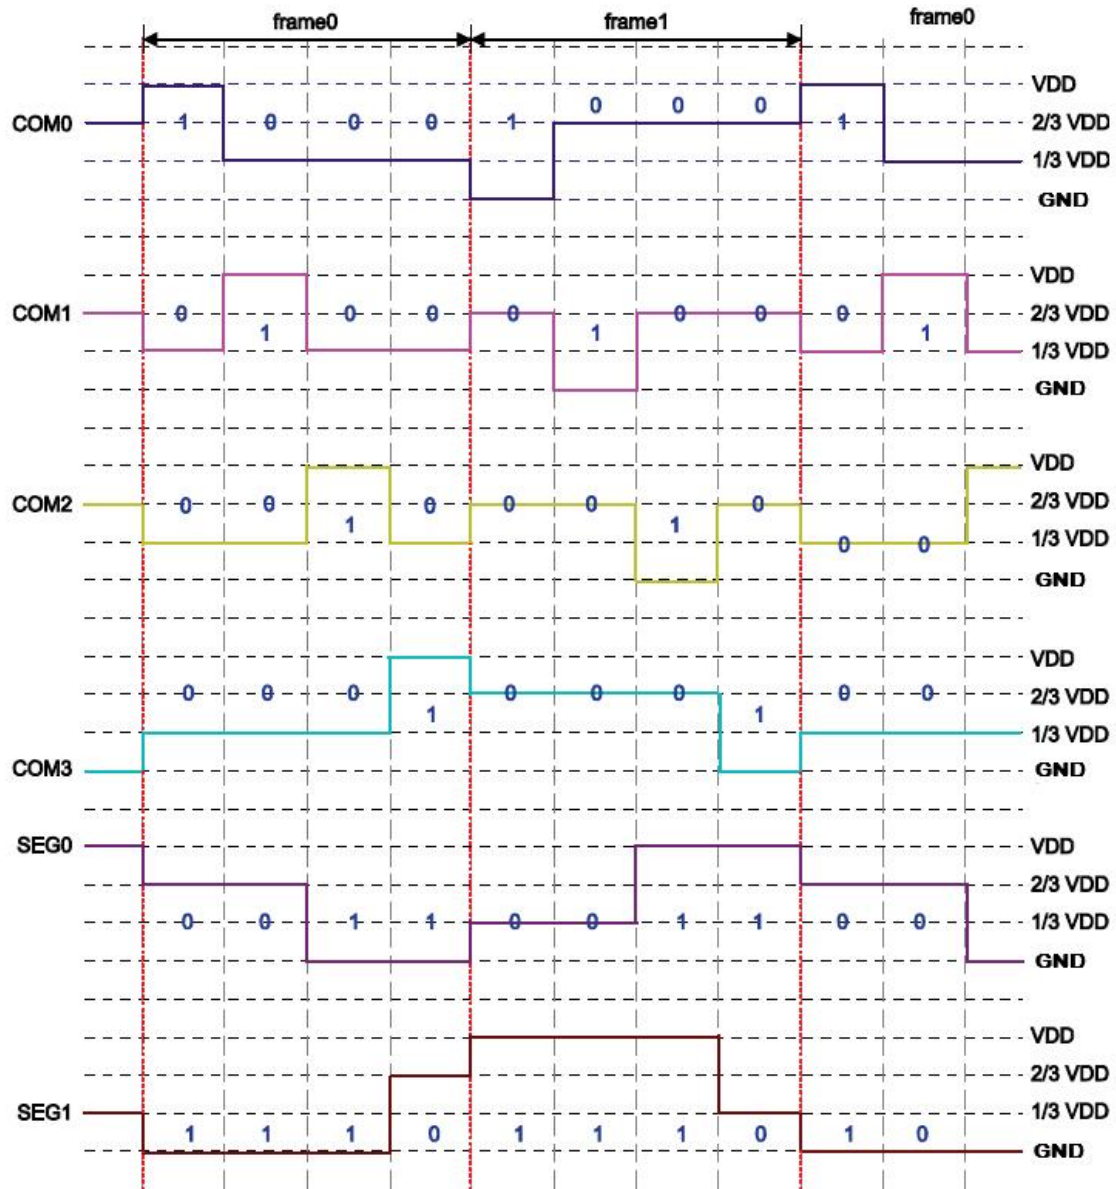 frame0 frame1 frame0
VDD
1 0 0 0 1 0 0 0 1
COM0 2/3 VDD
1/3 VDD
GND
VDD
COM1 0 0 0 0 0 0 0 2/3 VDD
1 1 1
1/3 VDD
GND
VDD
COM2 0 0 0 0 0 0 2/3 VDD
1 1
0 0 1/3 VDD
GND
VDD
0 0 0 0 0 0 0 0 2/3 VDD
1 1
1/3 VDD
COM3 GND
SEG0 VDD
2/3 VDD
0 0 1 1 0 0 1 1 0 0 1/3 VDD
GND
VDD
2/3 VDD
SEG1 1/3 VDD
1 1 1 0 1 1 1 0 1 0
GND